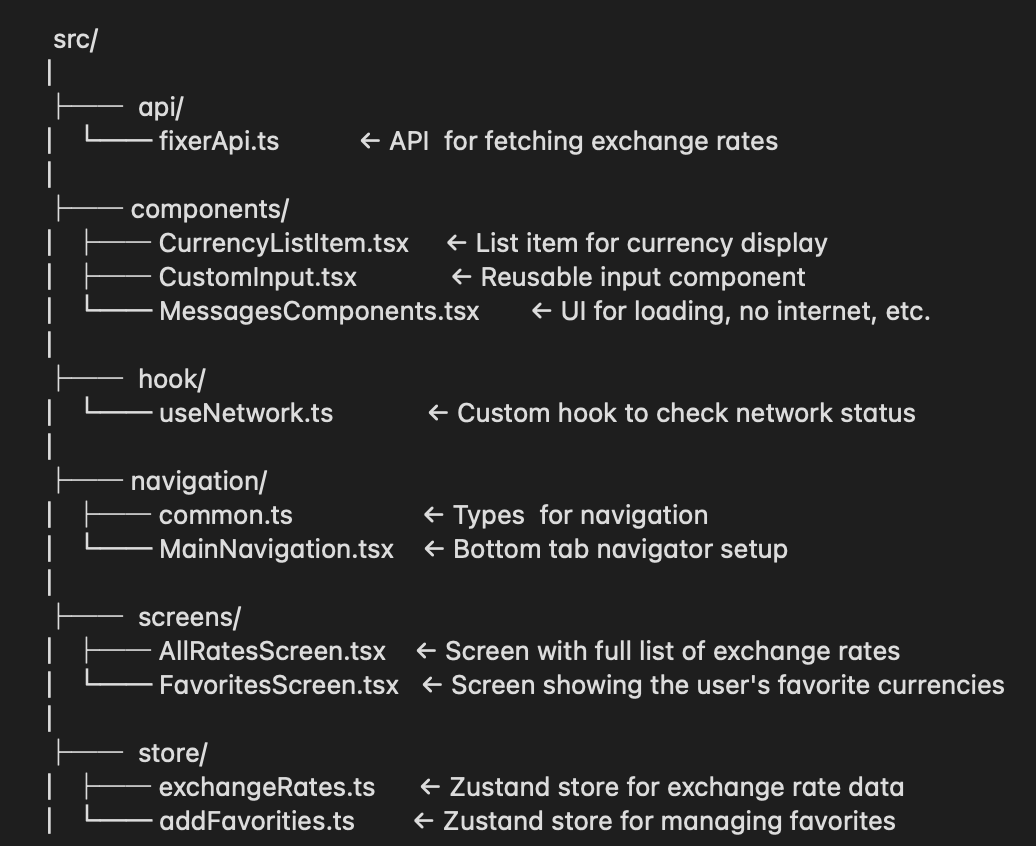 src/
|
├─── api/
|   └─── fixerApi.ts ← API for fetching exchange rates
|
├─── components/
|   ├─── CurrencyListItem.tsx ← List item for currency display
|   ├─── CustomInput.tsx ← Reusable input component
|   └─── MessagesComponents.tsx ← UI for loading, no internet, etc.
|
├─── hook/
|   └─── useNetwork.ts ← Custom hook to check network status
|
├─── navigation/
|   ├─── common.ts ← Types for navigation
|   └─── MainNavigation.tsx ← Bottom tab navigator setup
|
├─── screens/
|   ├─── AllRatesScreen.tsx ← Screen with full list of exchange rates
|   └─── FavoritesScreen.tsx ← Screen showing the user's favorite currencies
|
├─── store/
|   ├─── exchangeRates.ts ← Zustand store for exchange rate data
|   └─── addFavorities.ts ← Zustand store for managing favorites